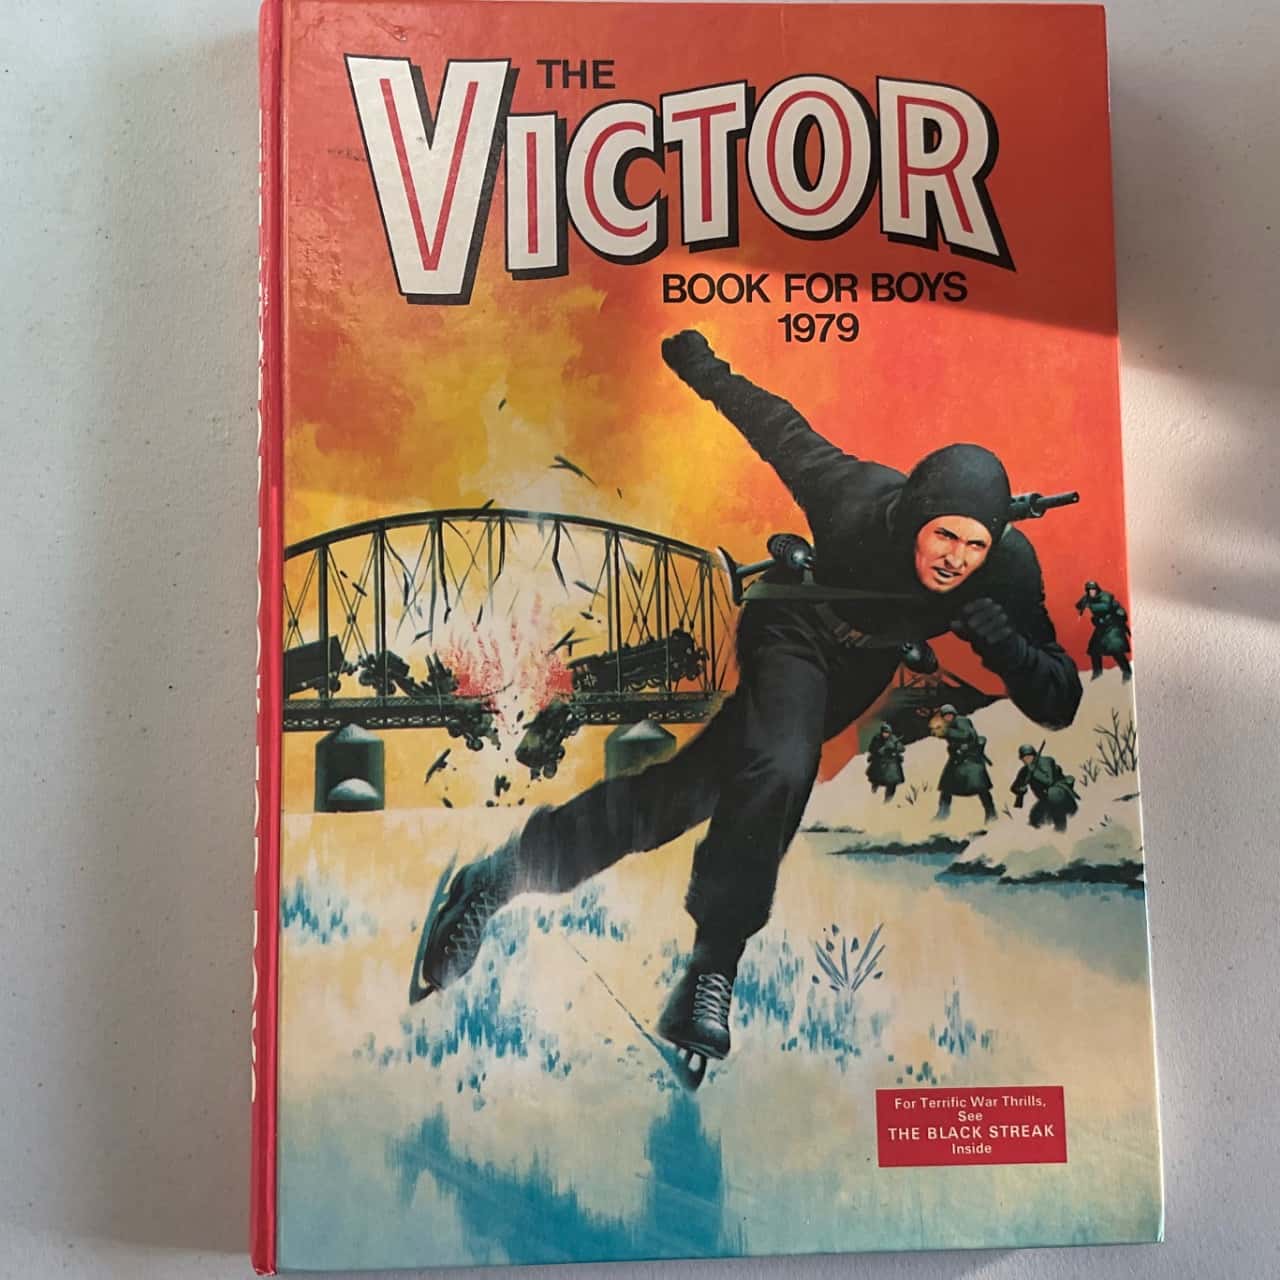 THE
VICTOR
BOOK FOR BOYS
1979
For Terrific War Thrills,
See
THE BLACK STREAK
Inside